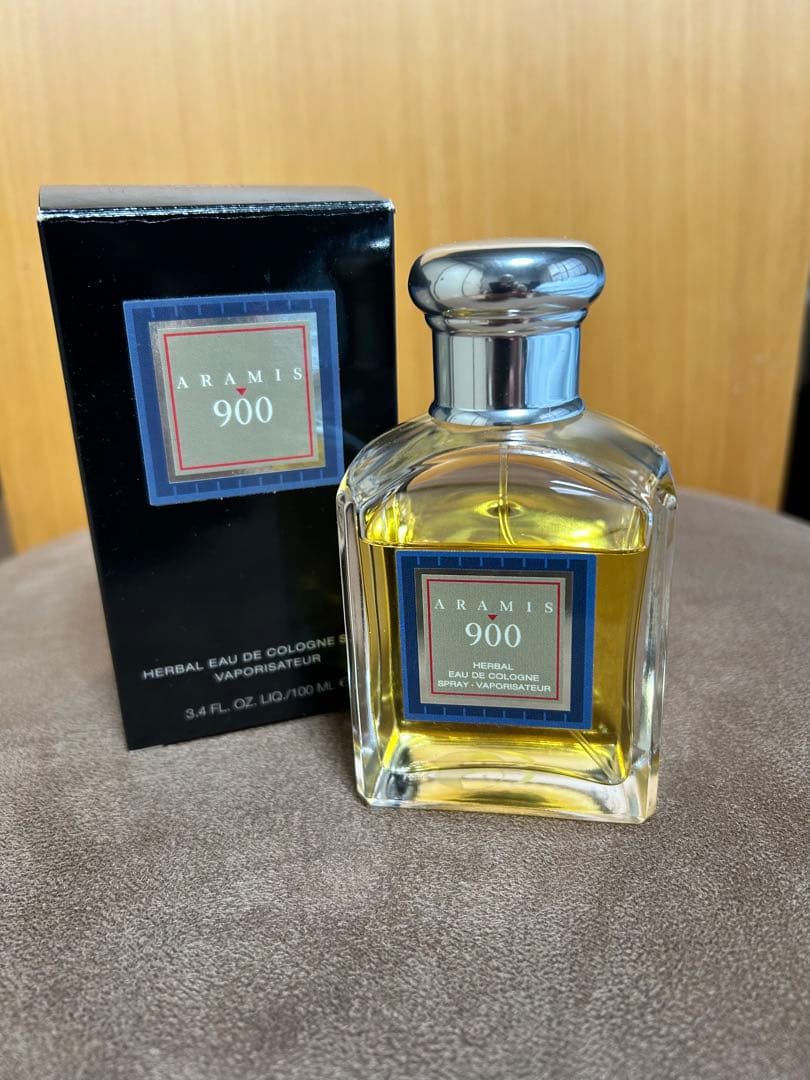 ARAMIS
900
HERBAL EAU DE COLOGNE
VAPORISATEUR
3.4 FL. OZ. LIQ./100 ML
ARAMIS
900
HERBAL
EAU DE COLOGNE
SPRAY · VAPORISATEUR